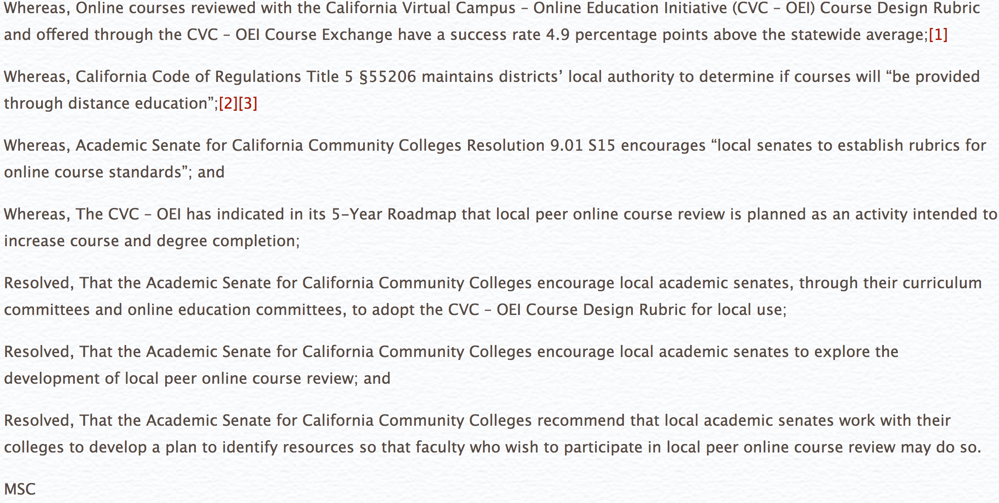 Whereas, Online courses reviewed with the California Virtual Campus – Online Education Initiative (CVC – OEI) Course Design Rubric
and offered through the CVC – OEI Course Exchange have a success rate 4.9 percentage points above the statewide average;[1]
Whereas, California Code of Regulations Title 5 §55206 maintains districts’ local authority to determine if courses will “be provided
through distance education”;[2][3]
Whereas, Academic Senate for California Community Colleges Resolution 9.01 S15 encourages “local senates to establish rubrics for
online course standards”; and
Whereas, The CVC – OEI has indicated in its 5-Year Roadmap that local peer online course review is planned as an activity intended to
increase course and degree completion;
Resolved, That the Academic Senate for California Community Colleges encourage local academic senates, through their curriculum
committees and online education committees, to adopt the CVC – OEI Course Design Rubric for local use;
Resolved, That the Academic Senate for California Community Colleges encourage local academic senates to explore the
development of local peer online course review; and
Resolved, That the Academic Senate for California Community Colleges recommend that local academic senates work with their
colleges to develop a plan to identify resources so that faculty who wish to participate in local peer online course review may do so.
MSC